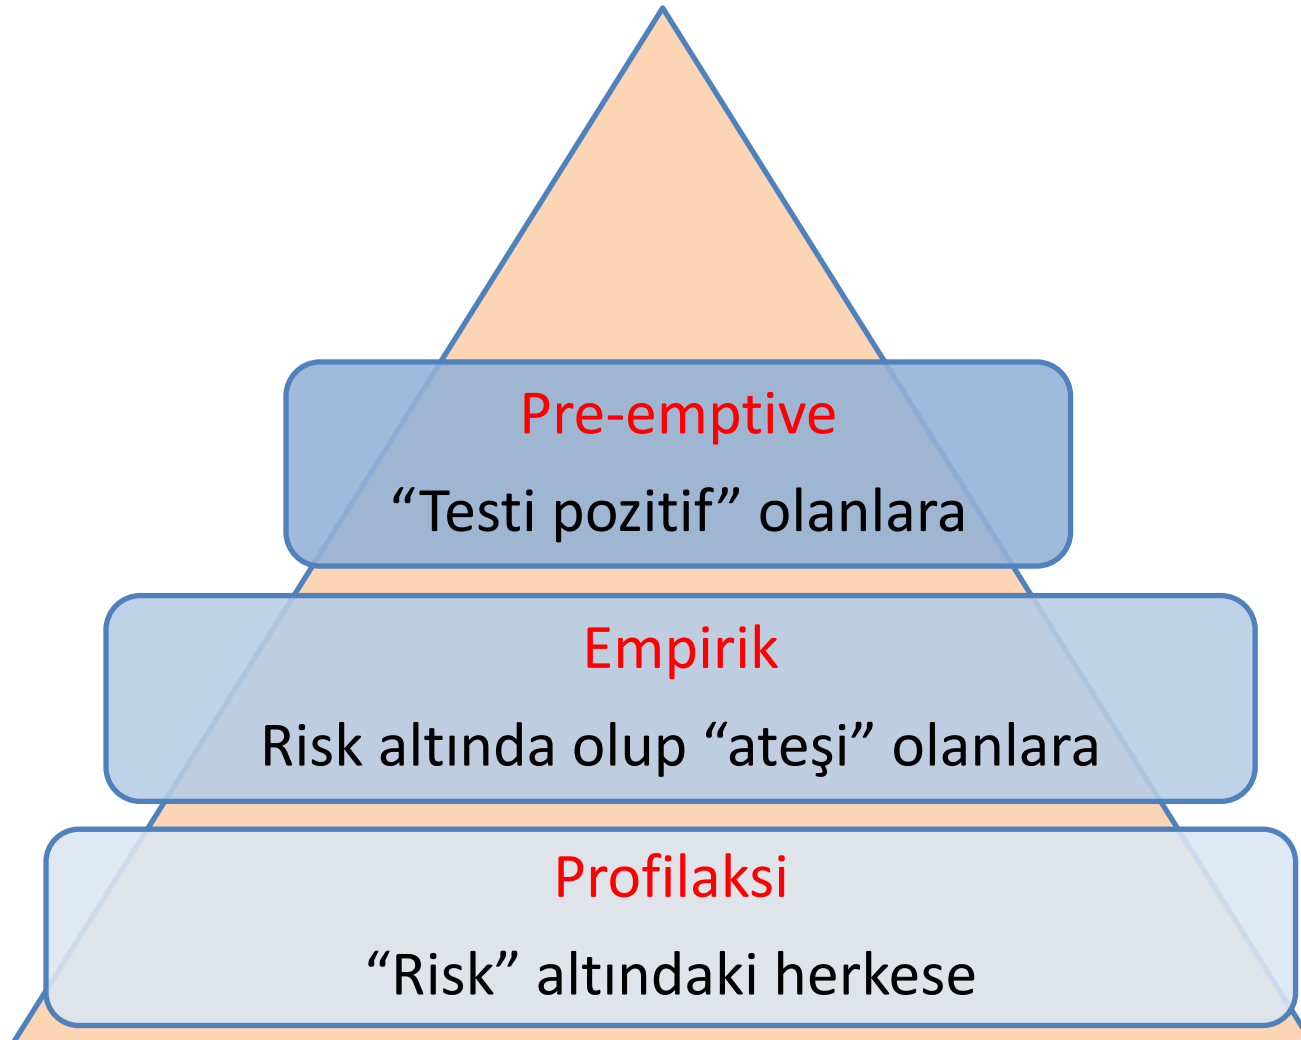 Pre-emptive
“Testi pozitif” olanlara
Empirik
Risk altında olup “ateşi” olanlara
Profilaksi
“Risk” altındaki herkese